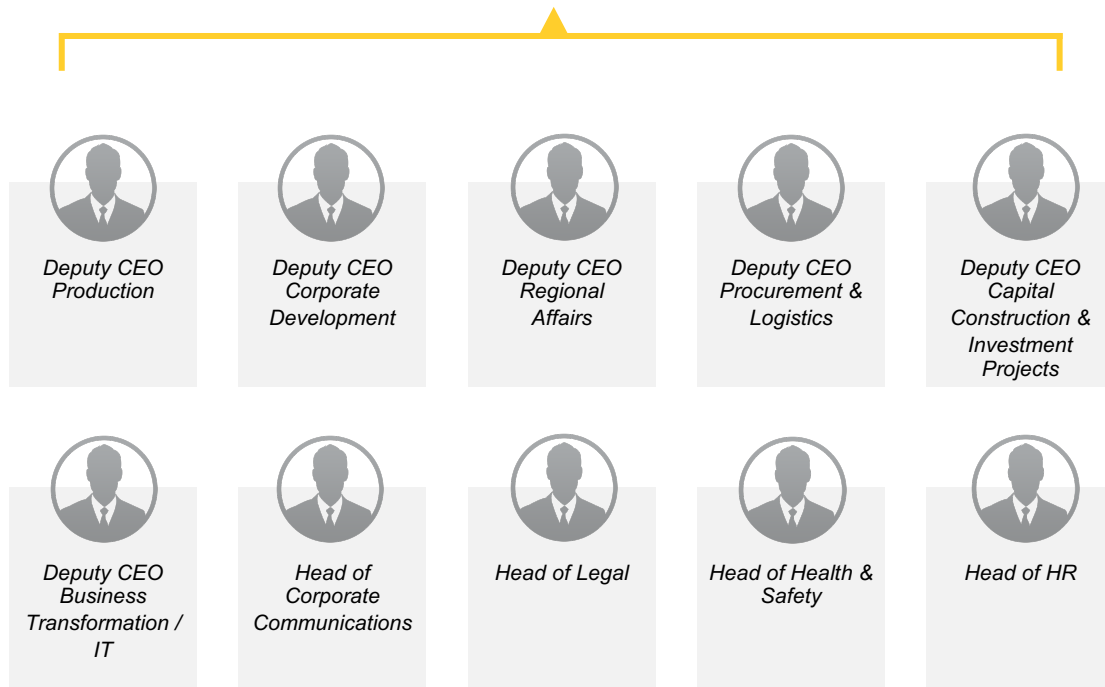 Deputy CEO
Production
Deputy CEO
Corporate
Development
Deputy CEO
Regional
Affairs
Deputy CEO
Procurement &
Logistics
Deputy CEO
Capital
Construction &
Investment
Projects
Deputy CEO
Business
Transformation /
IT
Head of
Corporate
Communications
Head of Legal
Head of Health &
Safety
Head of HR